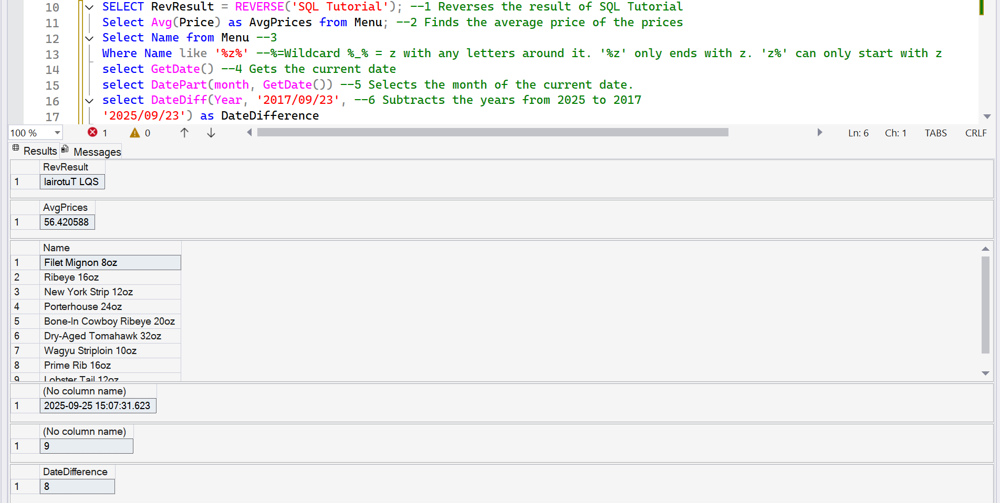 10 SELECT RevResult = REVERSE('SQL Tutorial'); --1 Reverses the result of SQL Tutorial
11 Select Avg(Price) as AvgPrices from Menu; --2 Finds the average price of the prices
12 Select Name from Menu --3
13 Where Name like '%z%' --%=Wildcard %_% = z with any letters around it. '%z' only ends with z. 'z%' can only start with z
14 select GetDate() --4 Gets the current date
15 select DatePart(month, GetDate()) --5 Selects the month of the current date.
16 select DateDiff(Year, '2017/09/23', --6 Subtracts the years from 2025 to 2017
17 '2025/09/23') as DateDifference
100 % 1 0 Ln: 6 Ch: 1 TABS CRLF
Results Messages
RevResult
1 lairotuT LQS
AvgPrices
1 56.420588
Name
1 Filet Mignon 8oz
2 Ribeye 16oz
3 New York Strip 12oz
4 Porterhouse 24oz
5 Bone-In Cowboy Ribeye 20oz
6 Dry-Aged Tomahawk 32oz
7 Wagyu Striploin 10oz
8 Prime Rib 16oz
9 Lobster Tail 12oz
(No column name)
1 2025-09-25 15:07:31.623
(No column name)
1 9
DateDifference
1 8